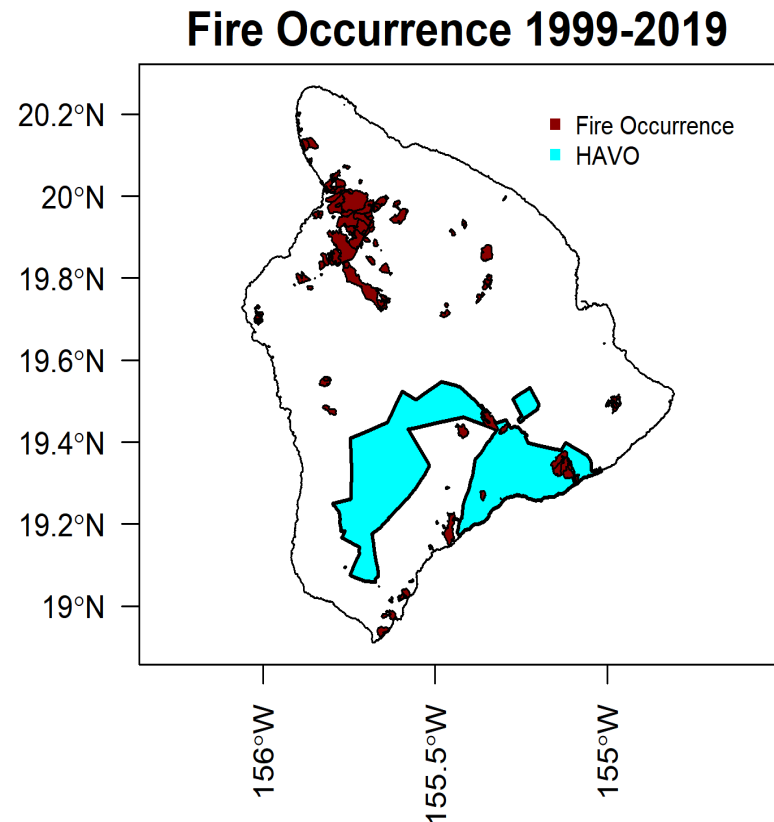 Fire Occurrence 1999-2019
Fire Occurrence
HAVO
20.2°N
20°N
19.8°N
19.6°N
19.4°N
19.2°N
19°N
156°W
155.5°W
155°W